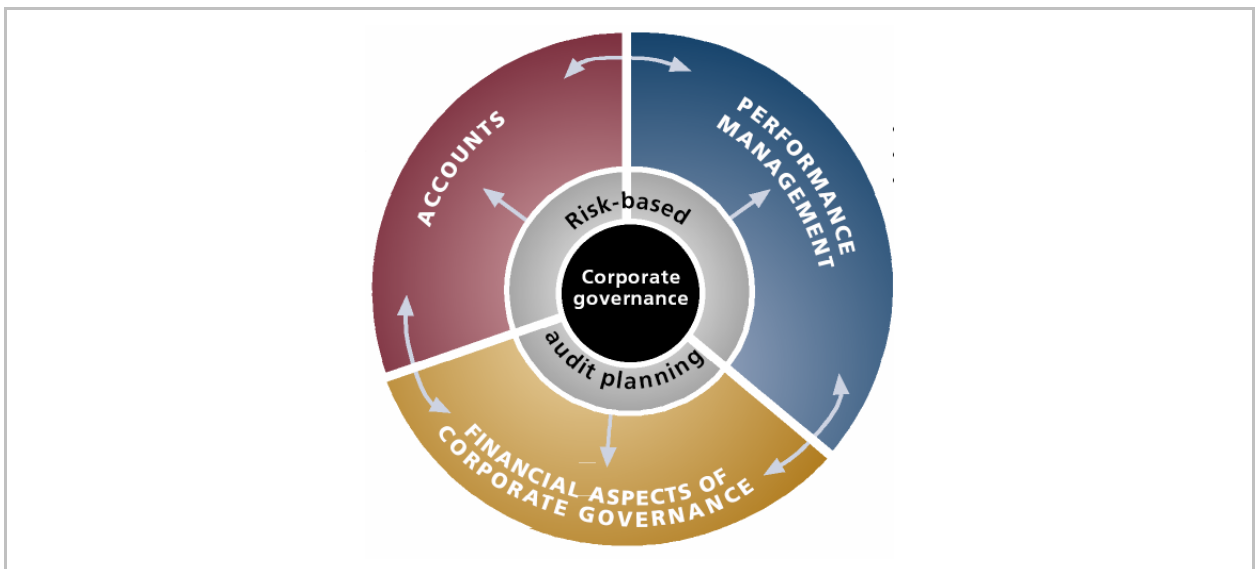 ACCOUNTS
PERFORMANCE
MANAGEMENT
Risk-based
Corporate
governance
audit planning
FINANCIAL ASPECTS OF
CORPORATE GOVERNANCE